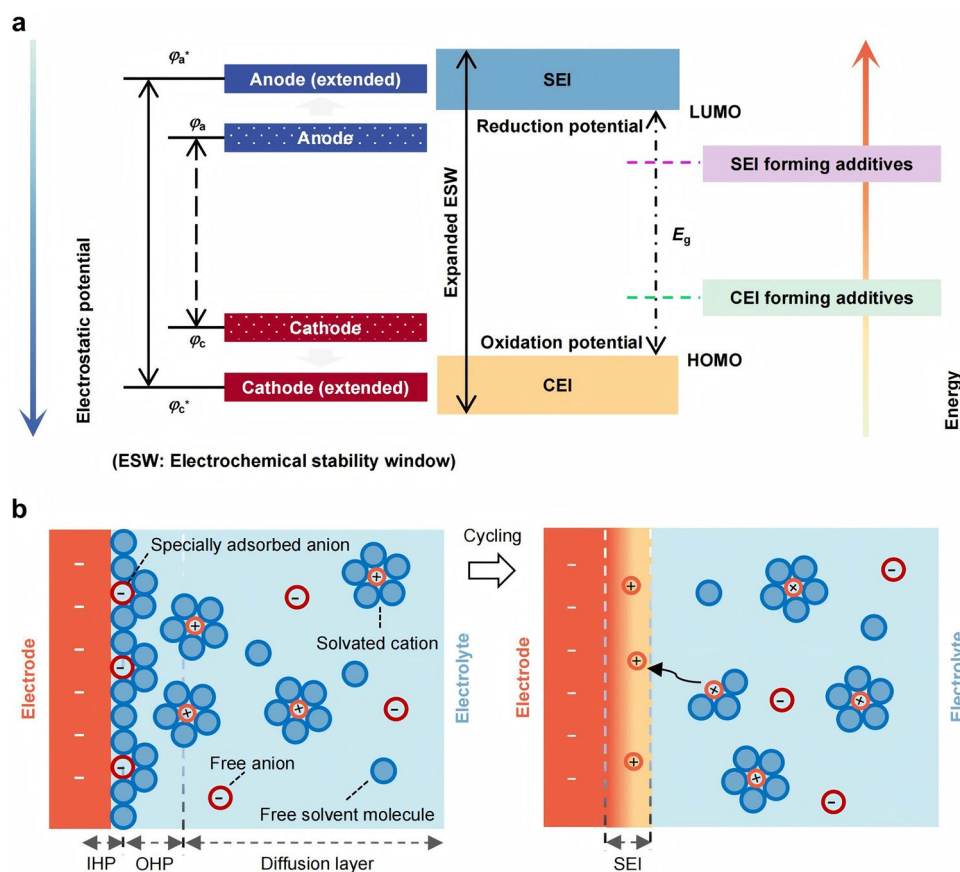 a
φa*
Anode (extended)
SEI
LUMO
φa
Anode
Reduction potential
SEI forming additives
Electrostatic potential
Expanded ESW
Eg
CEI forming additives
Cathode
φc
Oxidation potential
HOMO
Cathode (extended)
CEI
φc*
Energy
(ESW: Electrochemical stability window)
b
Specially adsorbed anion
Solvated cation
Free anion
Free solvent molecule
Electrode
Electrolyte
IHP
OHP
Diffusion layer
Cycling
Electrode
Electrolyte
SEI